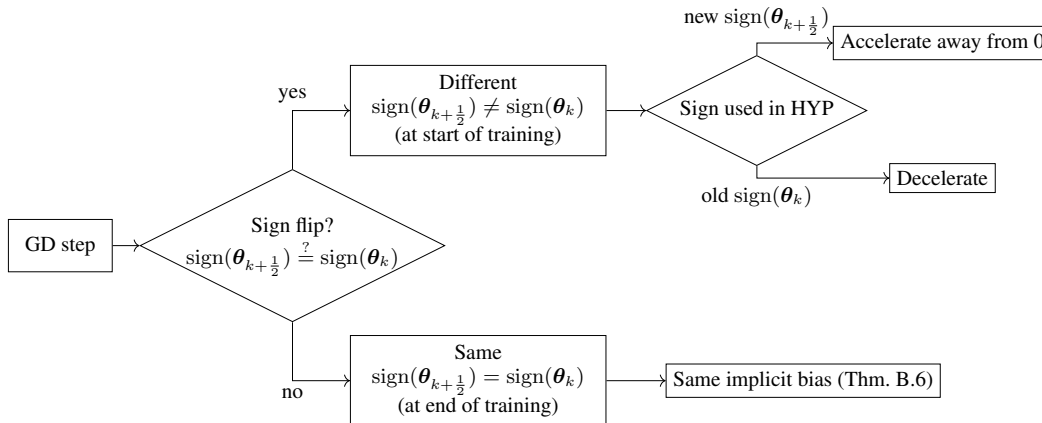 GD step
Sign flip?
sign(θ_{k+1/2}) ≟ sign(θ_k)
yes
Different
sign(θ_{k+1/2}) ≠ sign(θ_k)
(at start of training)
Sign used in HYP
new sign(θ_{k+1/2})
Accelerate away from 0
old sign(θ_k)
Decelerate
no
Same
sign(θ_{k+1/2}) = sign(θ_k)
(at end of training)
Same implicit bias (Thm. B.6)